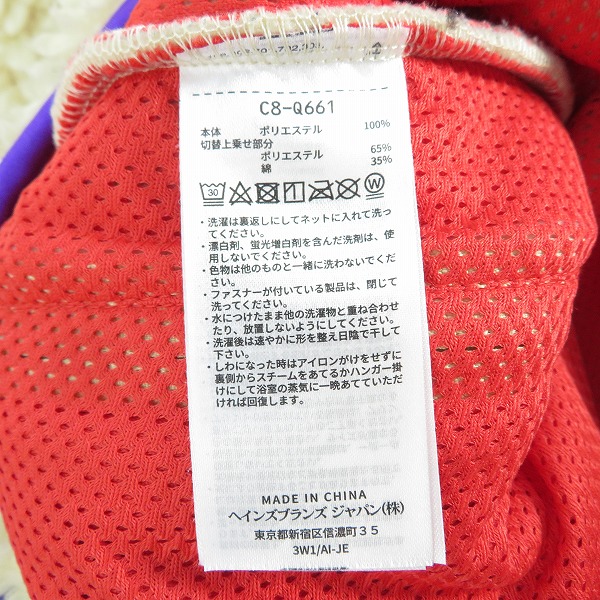 C8-Q661
本体 ポリエステル 100%
切替上乗せ部分
ポリエステル 65%
綿 35%
30 W
・洗濯は裏返しにしてネットに入れて洗っ
てください。
・漂白剤、蛍光増白剤を含んだ洗剤は、使
用しないでください。
・色物は他のものと一緒に洗わないでくだ
さい。
・ファスナーが付いている製品は、閉じて
洗ってください。
・水につけたまま他の洗濯物と重ね合わせ
たり、放置しないようにしてください。
・洗濯後は速やかに形を整え日陰で干して
下さい。
・しわになった時はアイロンがけをせずに
裏側からスチームをあてるかハンガー掛
けにして浴室の蒸気に一晩あてていただ
ければ回復します。
MADE IN CHINA
ヘインズブランズ ジャパン(株)
東京都新宿区信濃町35
3W1/AI-JE